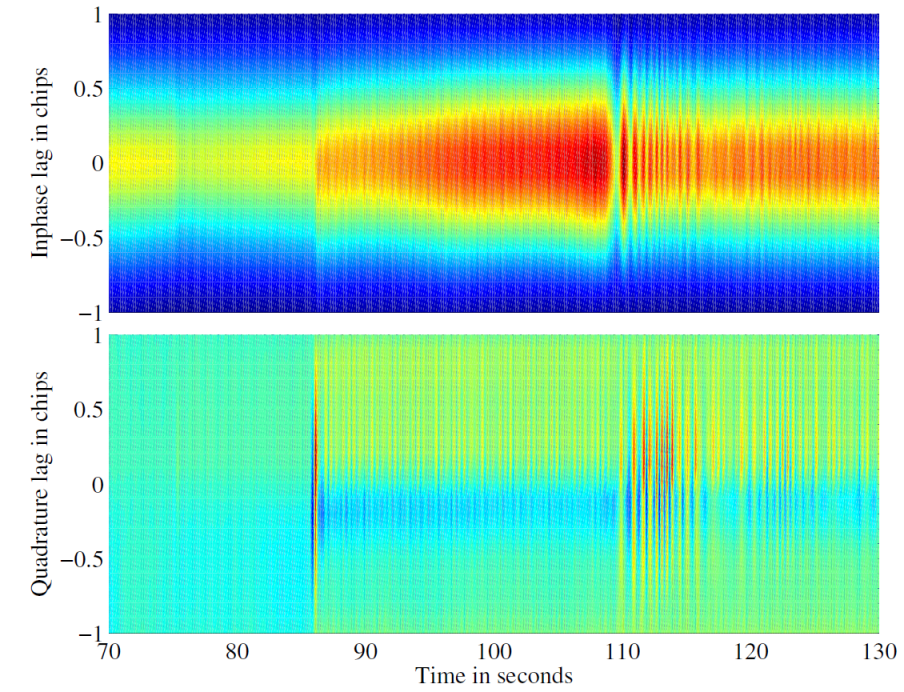 1
0.5
0
−0.5
−1
Inphase lag in chips
1
0.5
0
−0.5
−1
Quadrature lag in chips
70 80 90 100 110 120 130
Time in seconds